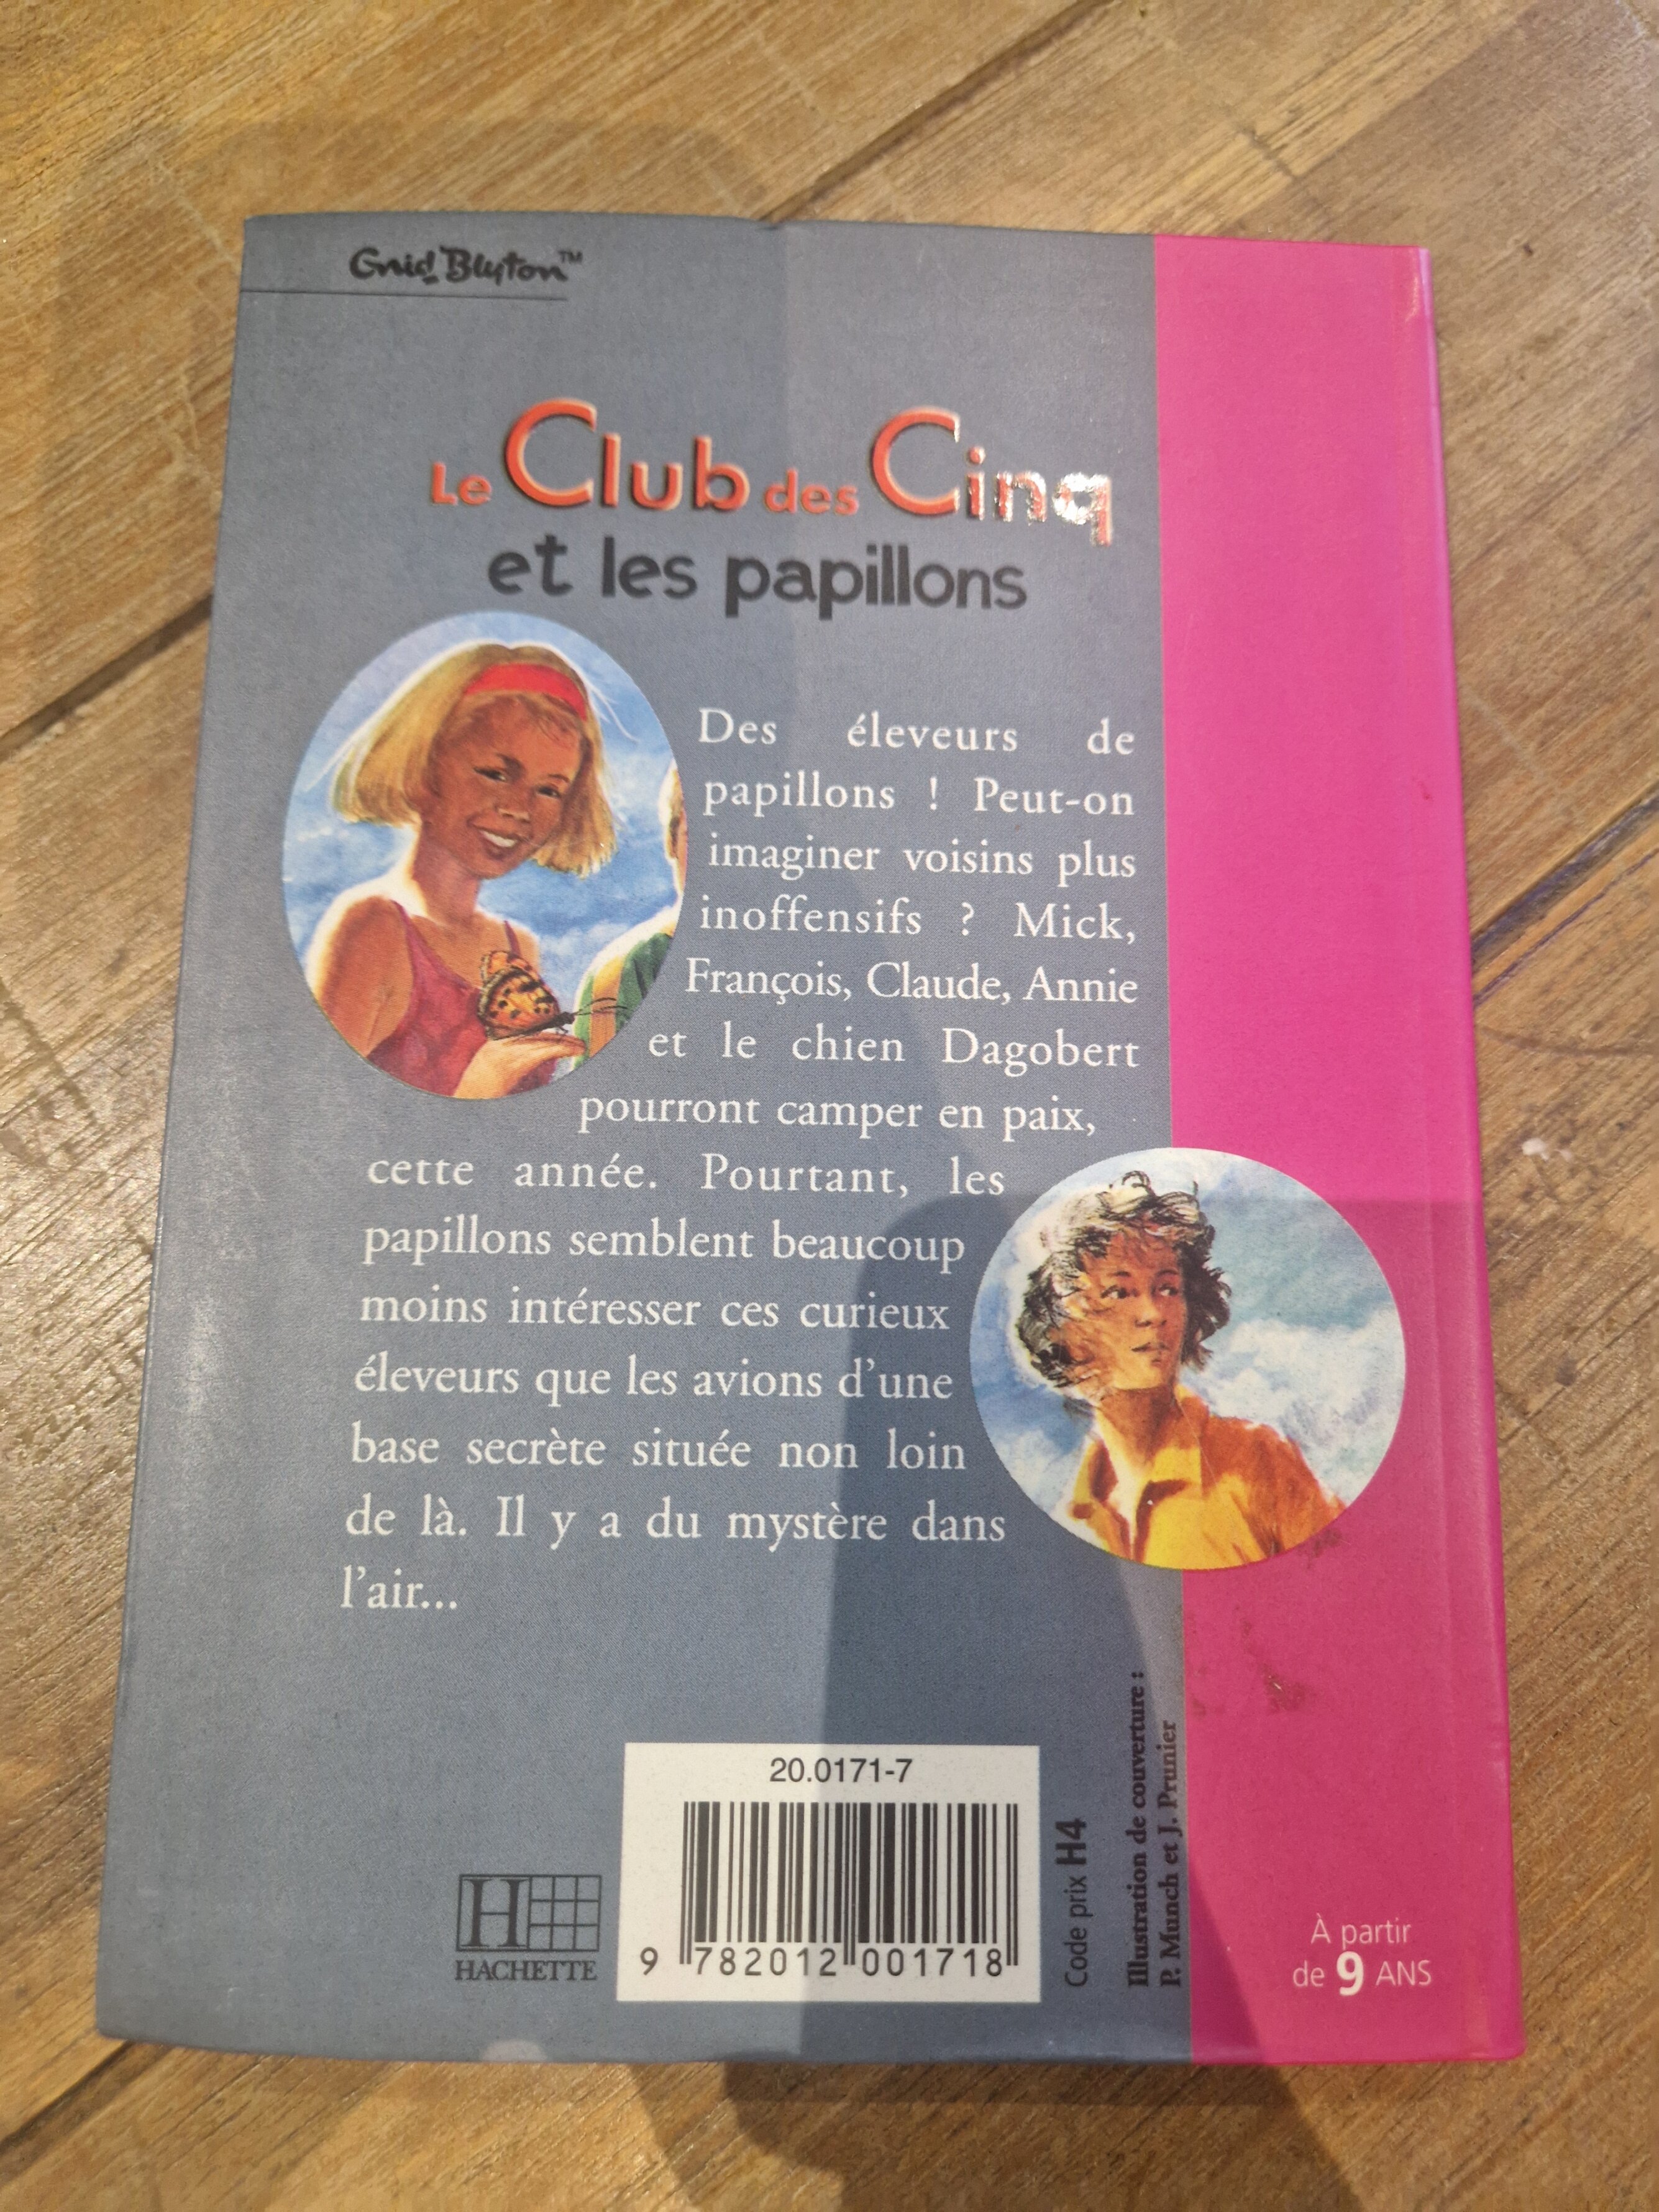 Enid Blyton™
Le Club des Cinq
et les papillons
Des éleveurs de
papillons ! Peut-on
imaginer voisins plus
inoffensifs ? Mick,
François, Claude, Annie
et le chien Dagobert
pourront camper en paix,
cette année. Pourtant, les
papillons semblent beaucoup
moins intéresser ces curieux
éleveurs que les avions d'une
base secrète située non loin
de là. Il y a du mystère dans
l'air...
20.0171-7
9 782012 001718
H
HACHETTE
Code prix H4
Illustration de couverture :
P. Munch et J. Prunier
À partir
de 9 ANS